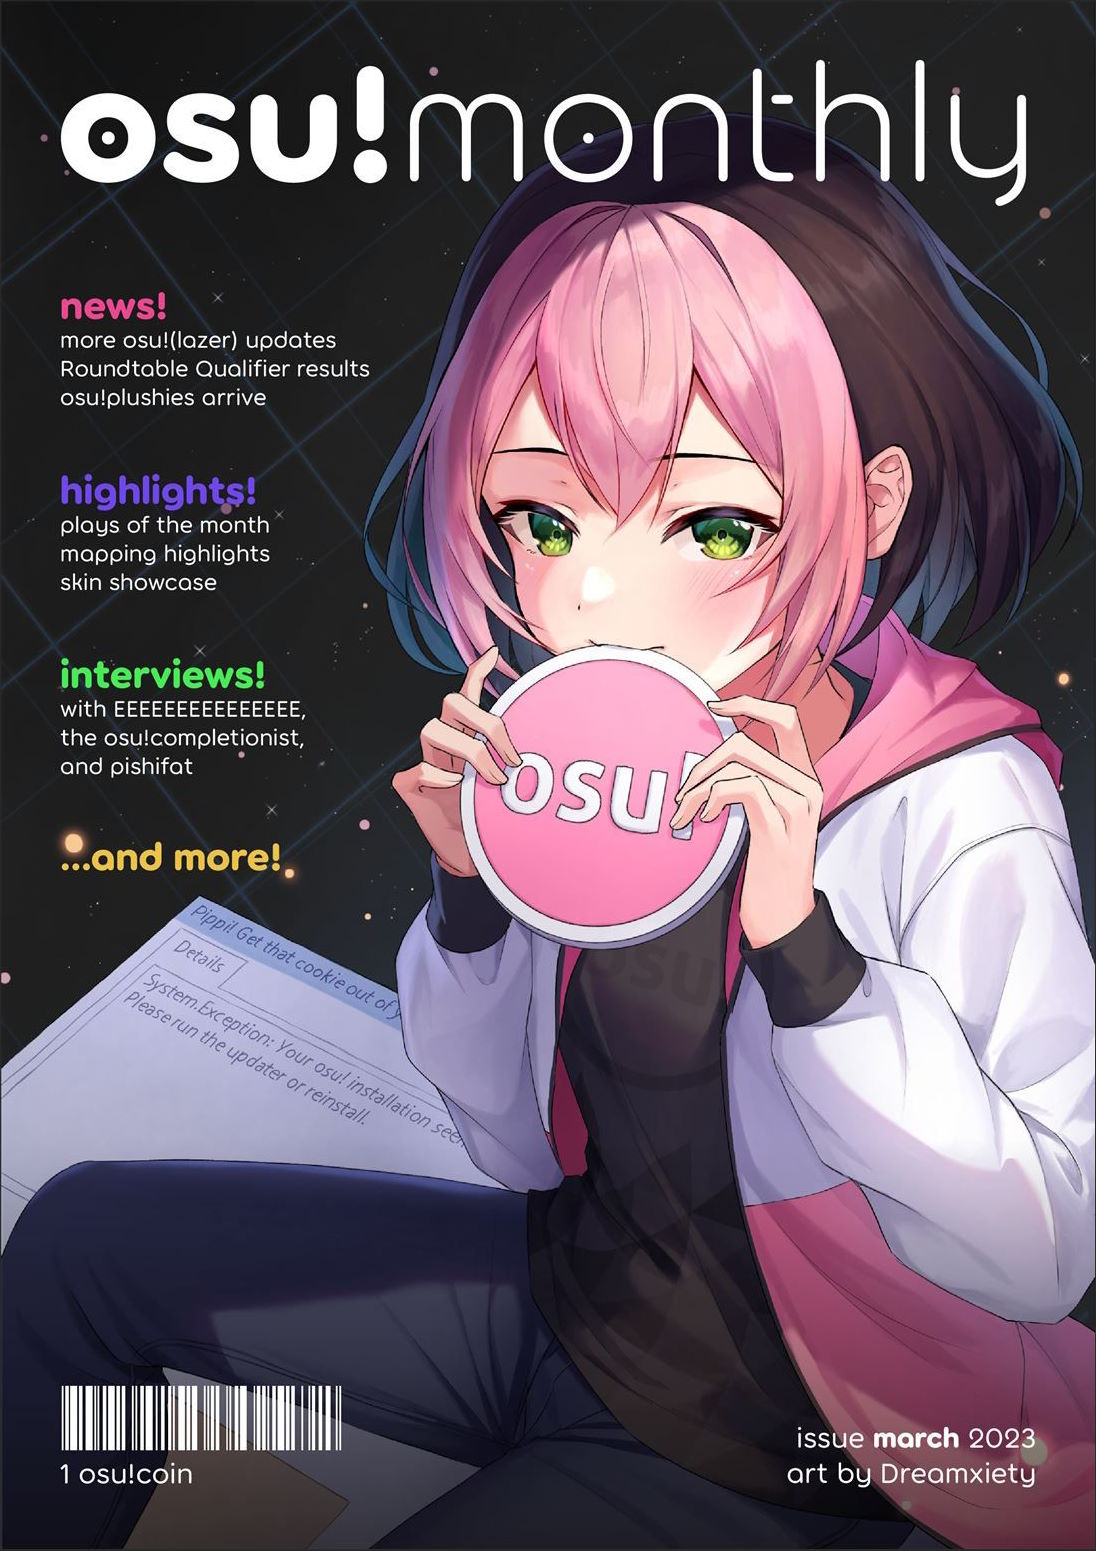 osu!monthly
news!
more osu!(lazer) updates
Roundtable Qualifier results
osu!plushies arrive
highlights!
plays of the month
mapping highlights
skin showcase
interviews!
with EEEEEEEEEEEEEEE,
the osu!completionist,
and pishifat
...and more!
osu!
osu
Pippi! Get that cookie out of y
Details
System.Exception: Your osu! installation seem
Please run the updater or reinstall.
1 osu!coin
issue march 2023
art by Dreamxiety